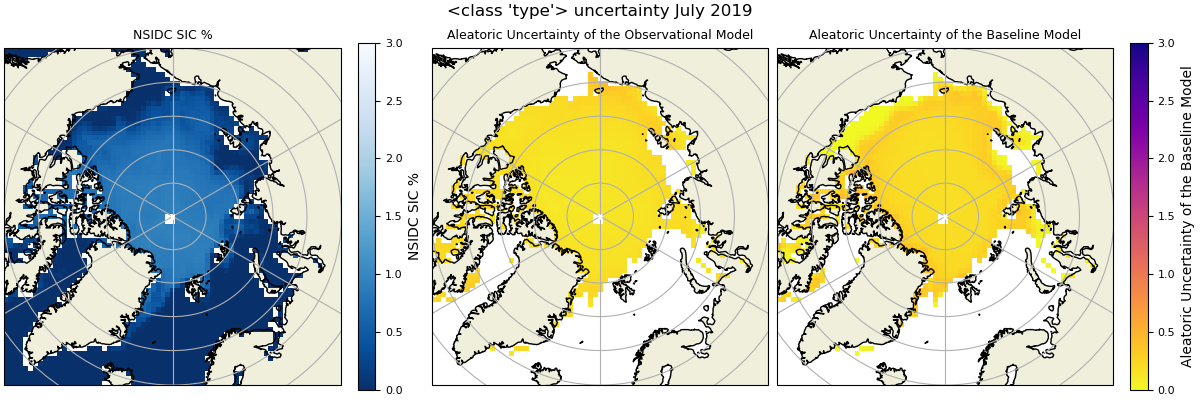 <class 'type'> uncertainty July 2019
NSIDC SIC %
Aleatoric Uncertainty of the Observational Model
Aleatoric Uncertainty of the Baseline Model
3.0
2.5
2.0
1.5
1.0
0.5
0.0
NSIDC SIC %
3.0
2.5
2.0
1.5
1.0
0.5
0.0
Aleatoric Uncertainty of the Baseline Model